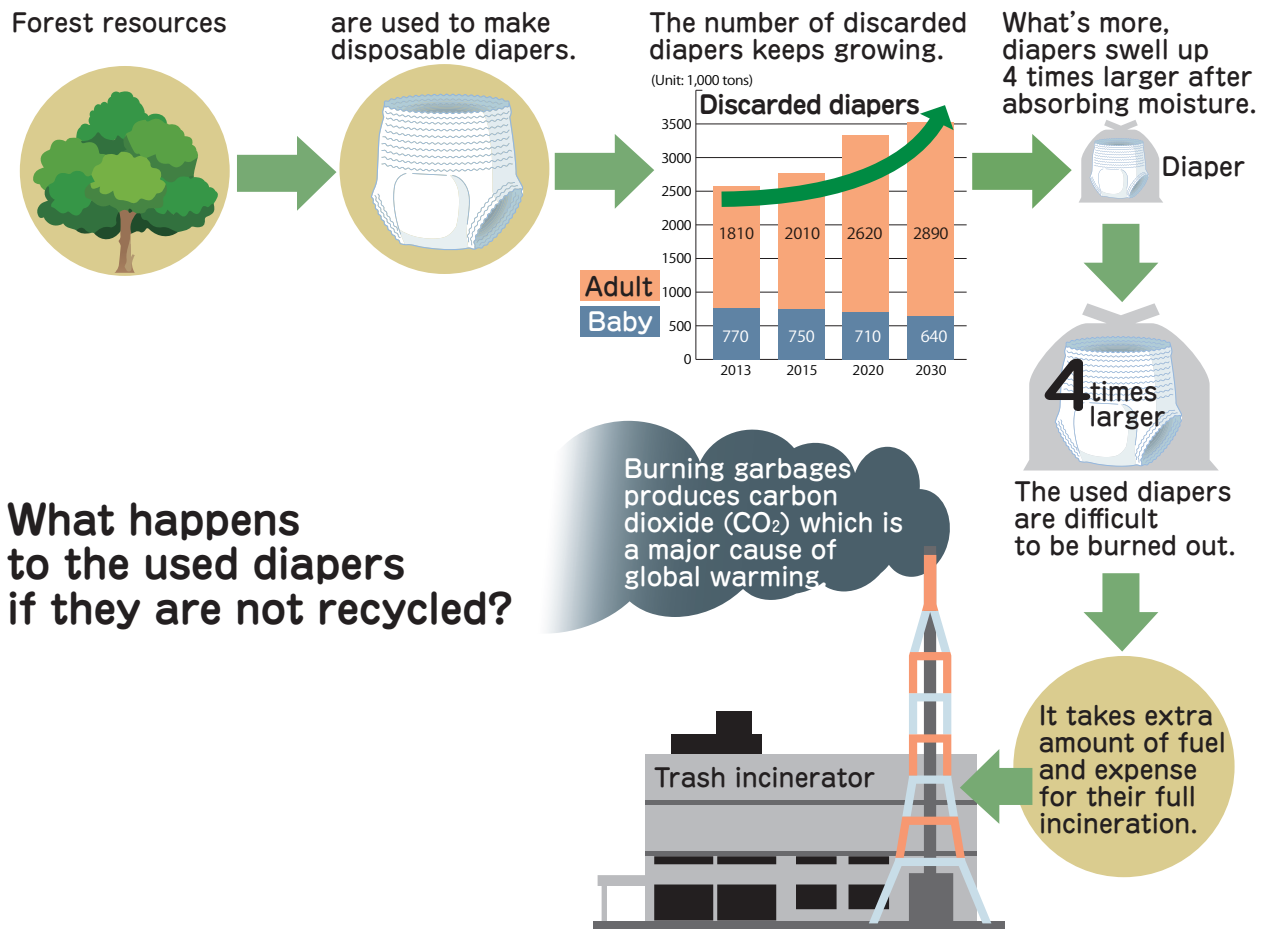 Forest resources
are used to make
disposable diapers.
The number of discarded
diapers keeps growing.
(Unit: 1,000 tons)
Discarded diapers
3500
3000
2500
2000
1500
1000
500
0
1810
2010
2620
2890
770
750
710
640
2013
2015
2020
2030
Adult
Baby
What's more,
diapers swell up
4 times larger after
absorbing moisture.
Diaper
4 times
larger
The used diapers
are difficult
to be burned out.
It takes extra
amount of fuel
and expense
for their full
incineration.
Trash incinerator
Burning garbages
produces carbon
dioxide (CO₂) which is
a major cause of
global warming.
What happens
to the used diapers
if they are not recycled?